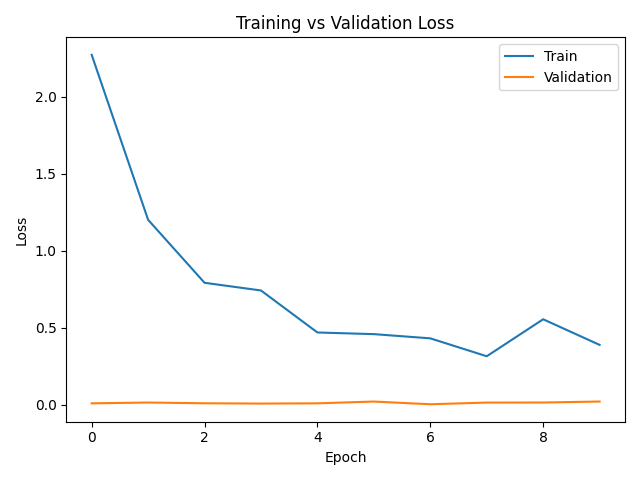 Training vs Validation Loss
Train
Validation
2.0
1.5
1.0
0.5
0.0
Loss
0 2 4 6 8
Epoch